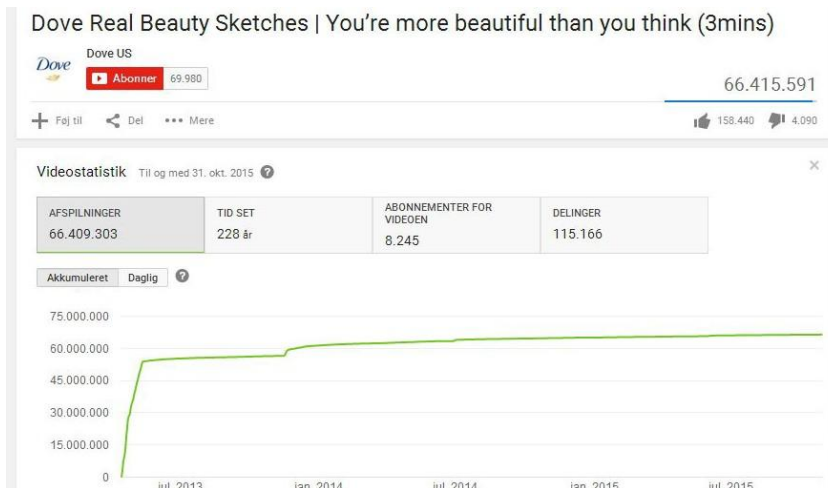 Dove Real Beauty Sketches | You're more beautiful than you think (3mins)
Dove
Dove US
Abonner 69.980
66.415.591
Føj til Del Mere
158.440 4.090
Videostatistik Til og med 31. okt. 2015 ?
AFSPILNINGER
66.409.303
TID SET
228 år
ABONNEMENTER FOR
VIDEOEN
8.245
DELINGER
115.166
Akkumuleret Daglig ?
75.000.000
60.000.000
45.000.000
30.000.000
15.000.000
0
jul. 2013 jan. 2014 jul. 2014 jan. 2015 jul. 2015